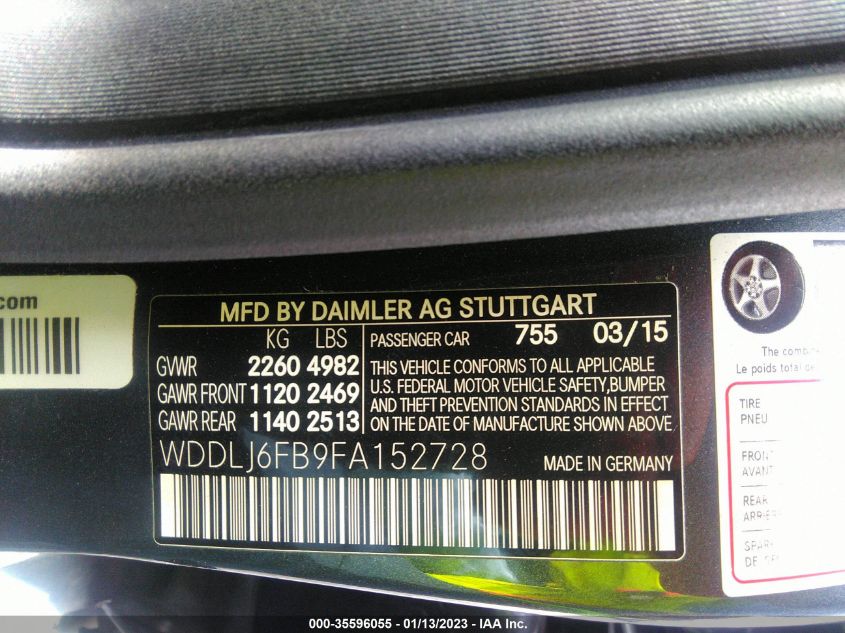 .com
MFD BY DAIMLER AG STUTTGART
KG LBS
GVWR 2260 4982
GAWR FRONT 1120 2469
GAWR REAR 1140 2513
PASSENGER CAR 755 03/15
THIS VEHICLE CONFORMS TO ALL APPLICABLE
U.S. FEDERAL MOTOR VEHICLE SAFETY,BUMPER
AND THEFT PREVENTION STANDARDS IN EFFECT
ON THE DATE OF MANUFACTURE SHOWN ABOVE
WDDLJ6FB9FA152728 MADE IN GERMANY
The
Le poids total
TIRE
PNEU
FRONT
AVANT
REAR
000-35596055 - 01/13/2023 - IAA Inc.